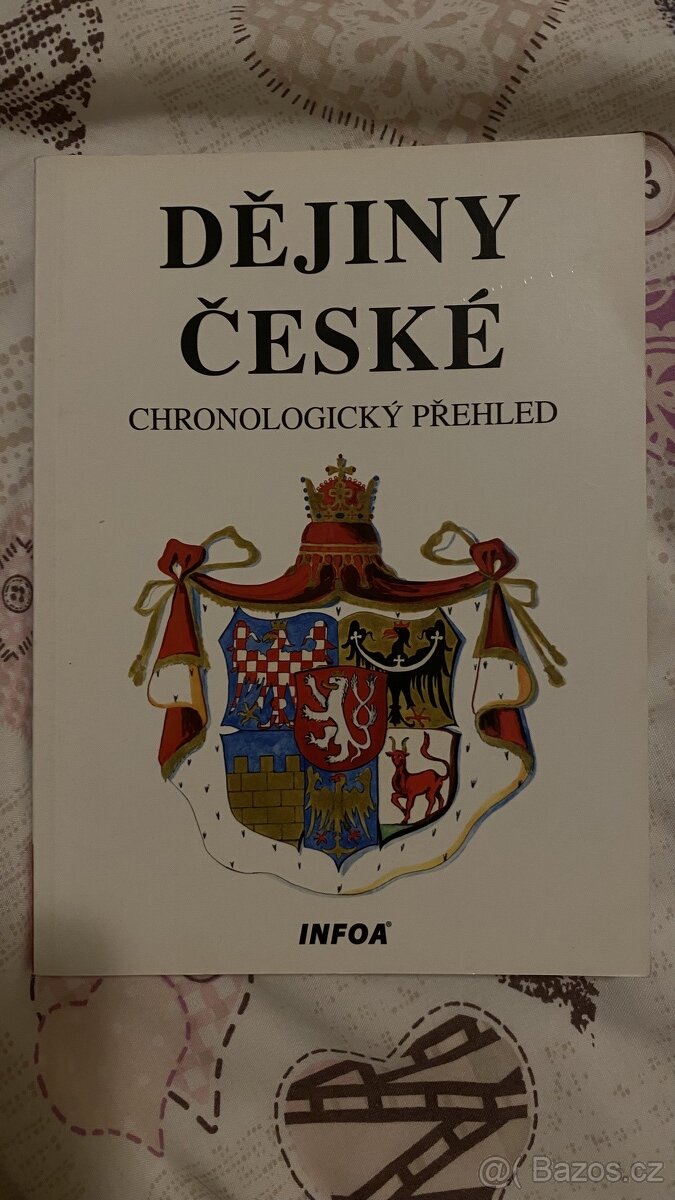 DĚJINY
ČESKÉ
CHRONOLOGICKÝ PŘEHLED
INFOA®
@( Bazos.cz